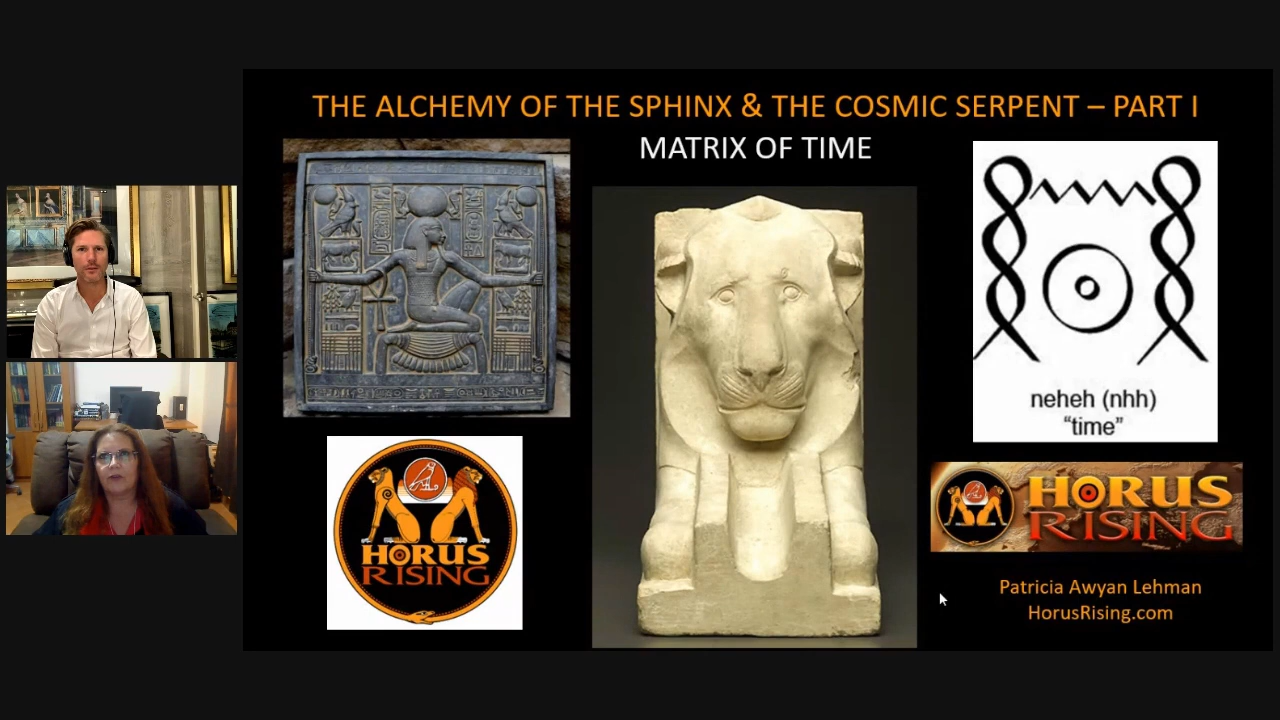 THE ALCHEMY OF THE SPHINX & THE COSMIC SERPENT – PART I
MATRIX OF TIME
neheh (nhh)
“time”
HORUS
RISING
HORUS
RISING
Patricia Awyan Lehman
HorusRising.com